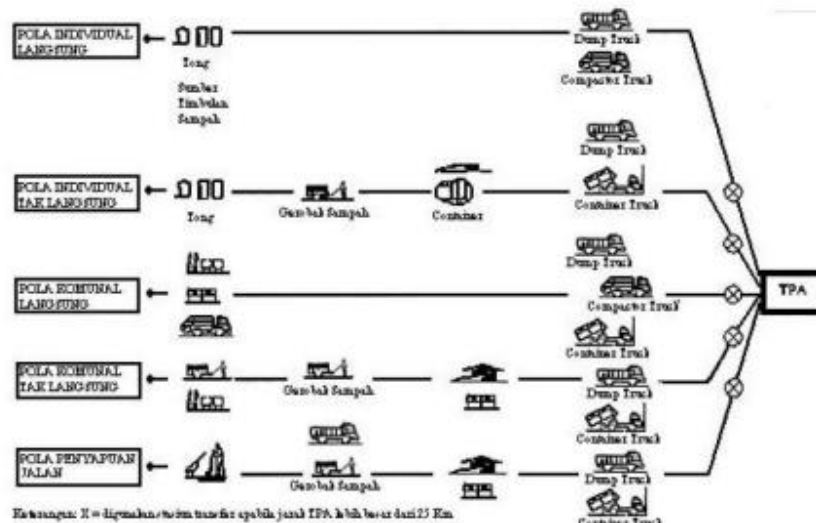 POLA INDIVIDUAL
LANGSUNG
Tong
Sumber
Timbulan
Sampah
Dump Truck
Compactor Truck
POLA INDIVIDUAL
TAK LANGSUNG
Tong
Gerobak Sampah
Container
Dump Truck
Container Truck
POLA KOMUNAL
LANGSUNG
Dump Truck
Compactor Truck
TPA
POLA KOMUNAL
TAK LANGSUNG
Gerobak Sampah
Container Truck
Dump Truck
Container Truck
POLA PENYAPUAN
JALAN
Gerobak Sampah
Dump Truck
Container Truck
Keterangan: X = digunakan stasiun transfer apabila jarak TPA lebih besar dari 25 Km